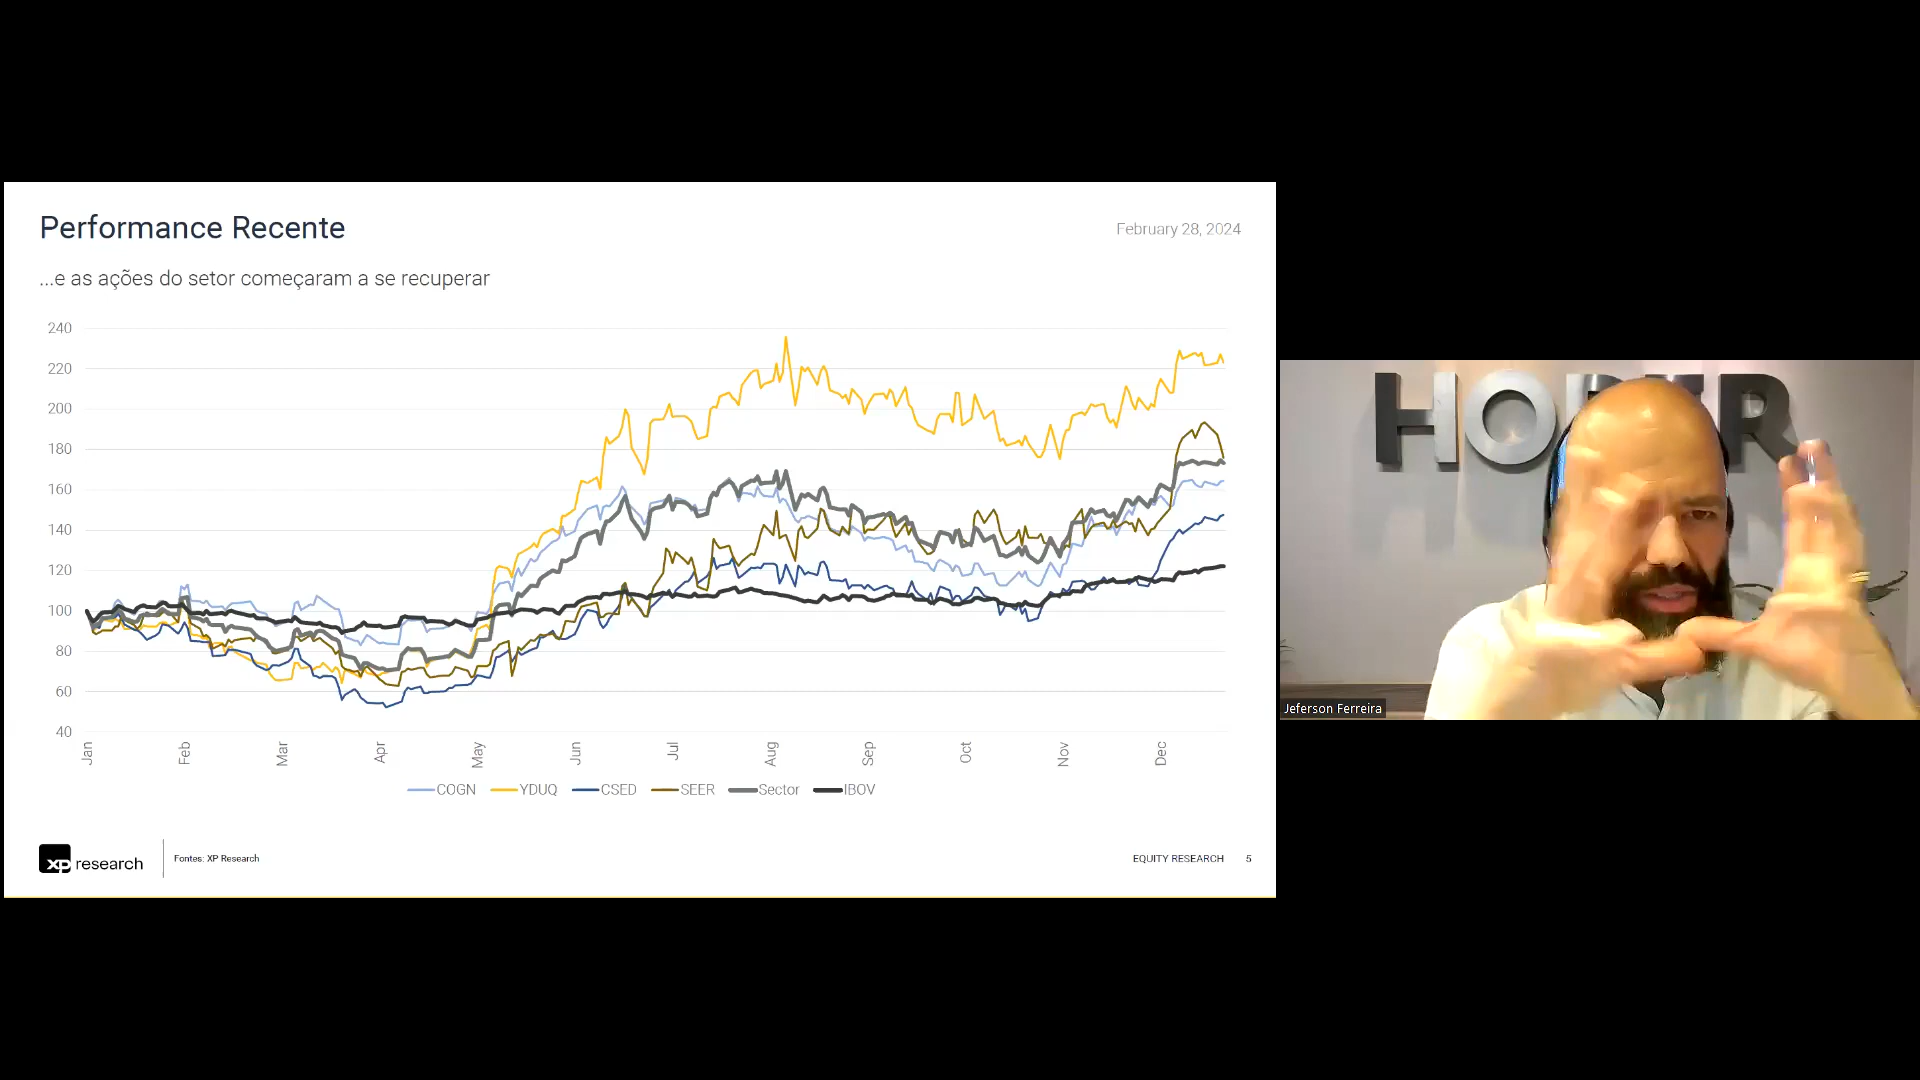 Performance Recente
February 28, 2024
...e as ações do setor começaram a se recuperar
240
220
200
180
160
140
120
100
80
60
40
Jan
Feb
Mar
Apr
May
Jun
Jul
Aug
Sep
Oct
Nov
Dec
COGN YDUQ CSED SEER Sector IBOV
xp research
Fontes: XP Research
EQUITY RESEARCH 5
Jeferson Ferreira